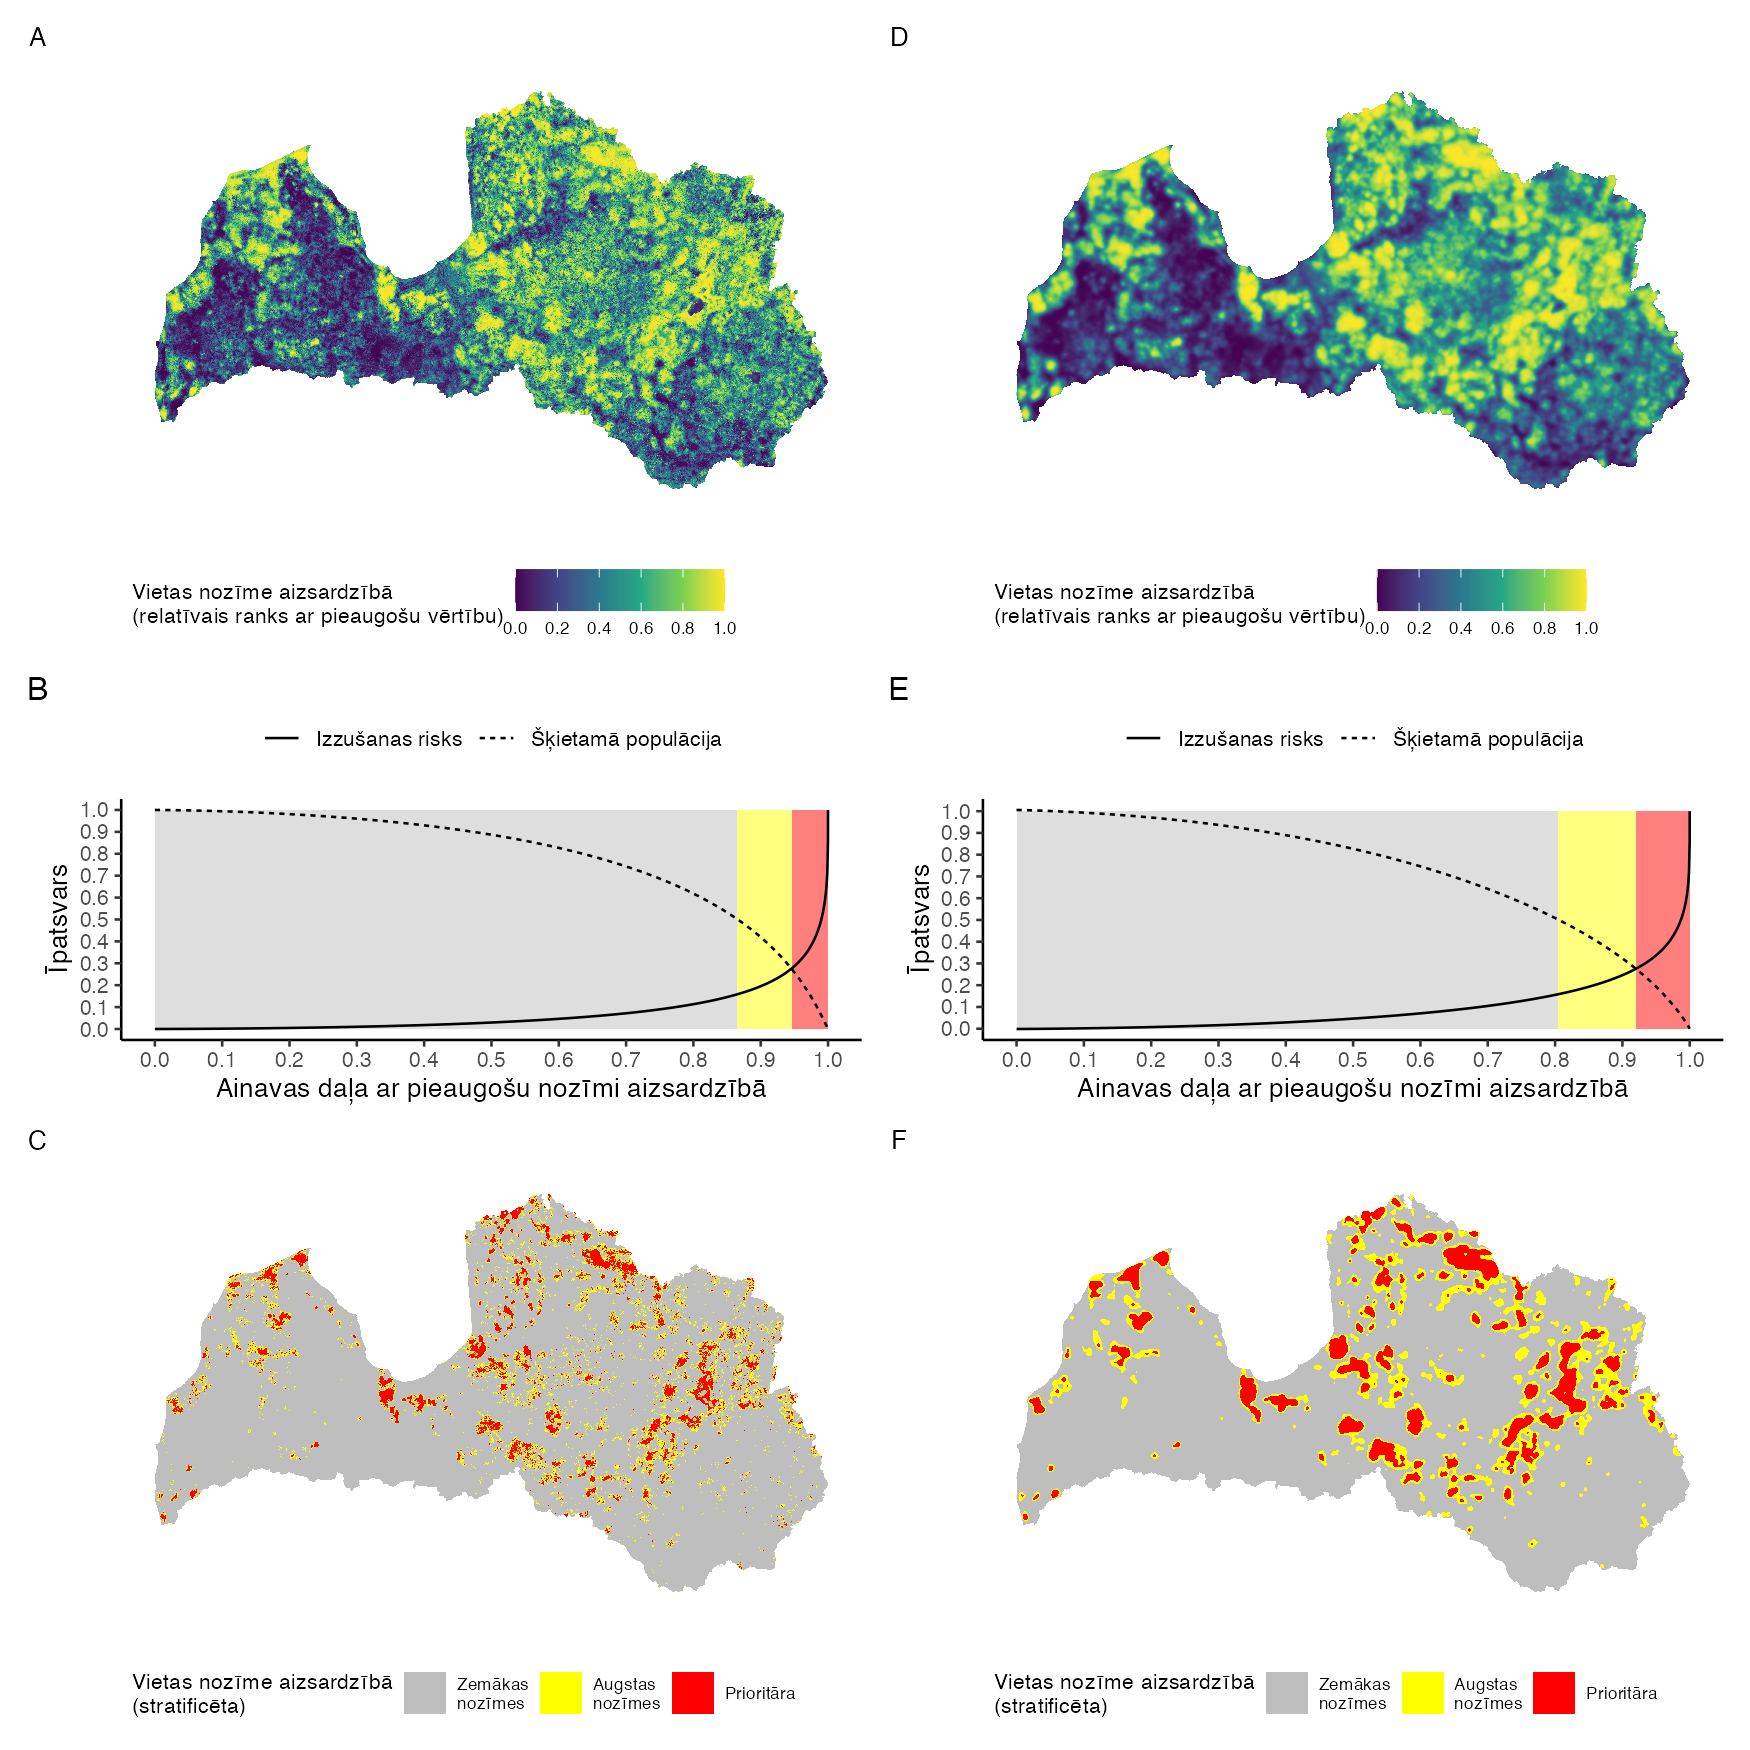 A
Vietas nozīme aizsardzībā
(relatīvais ranks ar pieaugošu vērtību)
0.0 0.2 0.4 0.6 0.8 1.0
B
Izzušanas risks Šķietamā populācija
Īpatsvars
1.0
0.9
0.8
0.7
0.6
0.5
0.4
0.3
0.2
0.1
0.0
0.0 0.1 0.2 0.3 0.4 0.5 0.6 0.7 0.8 0.9 1.0
Ainavas daļa ar pieaugošu nozīmi aizsardzībā
C
Vietas nozīme aizsardzībā
(stratificēta)
Zemākas
nozīmes
Augstas
nozīmes
Prioritāra
D
Vietas nozīme aizsardzībā
(relatīvais ranks ar pieaugošu vērtību)
0.0 0.2 0.4 0.6 0.8 1.0
E
Izzušanas risks Šķietamā populācija
Īpatsvars
1.0
0.9
0.8
0.7
0.6
0.5
0.4
0.3
0.2
0.1
0.0
0.0 0.1 0.2 0.3 0.4 0.5 0.6 0.7 0.8 0.9 1.0
Ainavas daļa ar pieaugošu nozīmi aizsardzībā
F
Vietas nozīme aizsardzībā
(stratificēta)
Zemākas
nozīmes
Augstas
nozīmes
Prioritāra